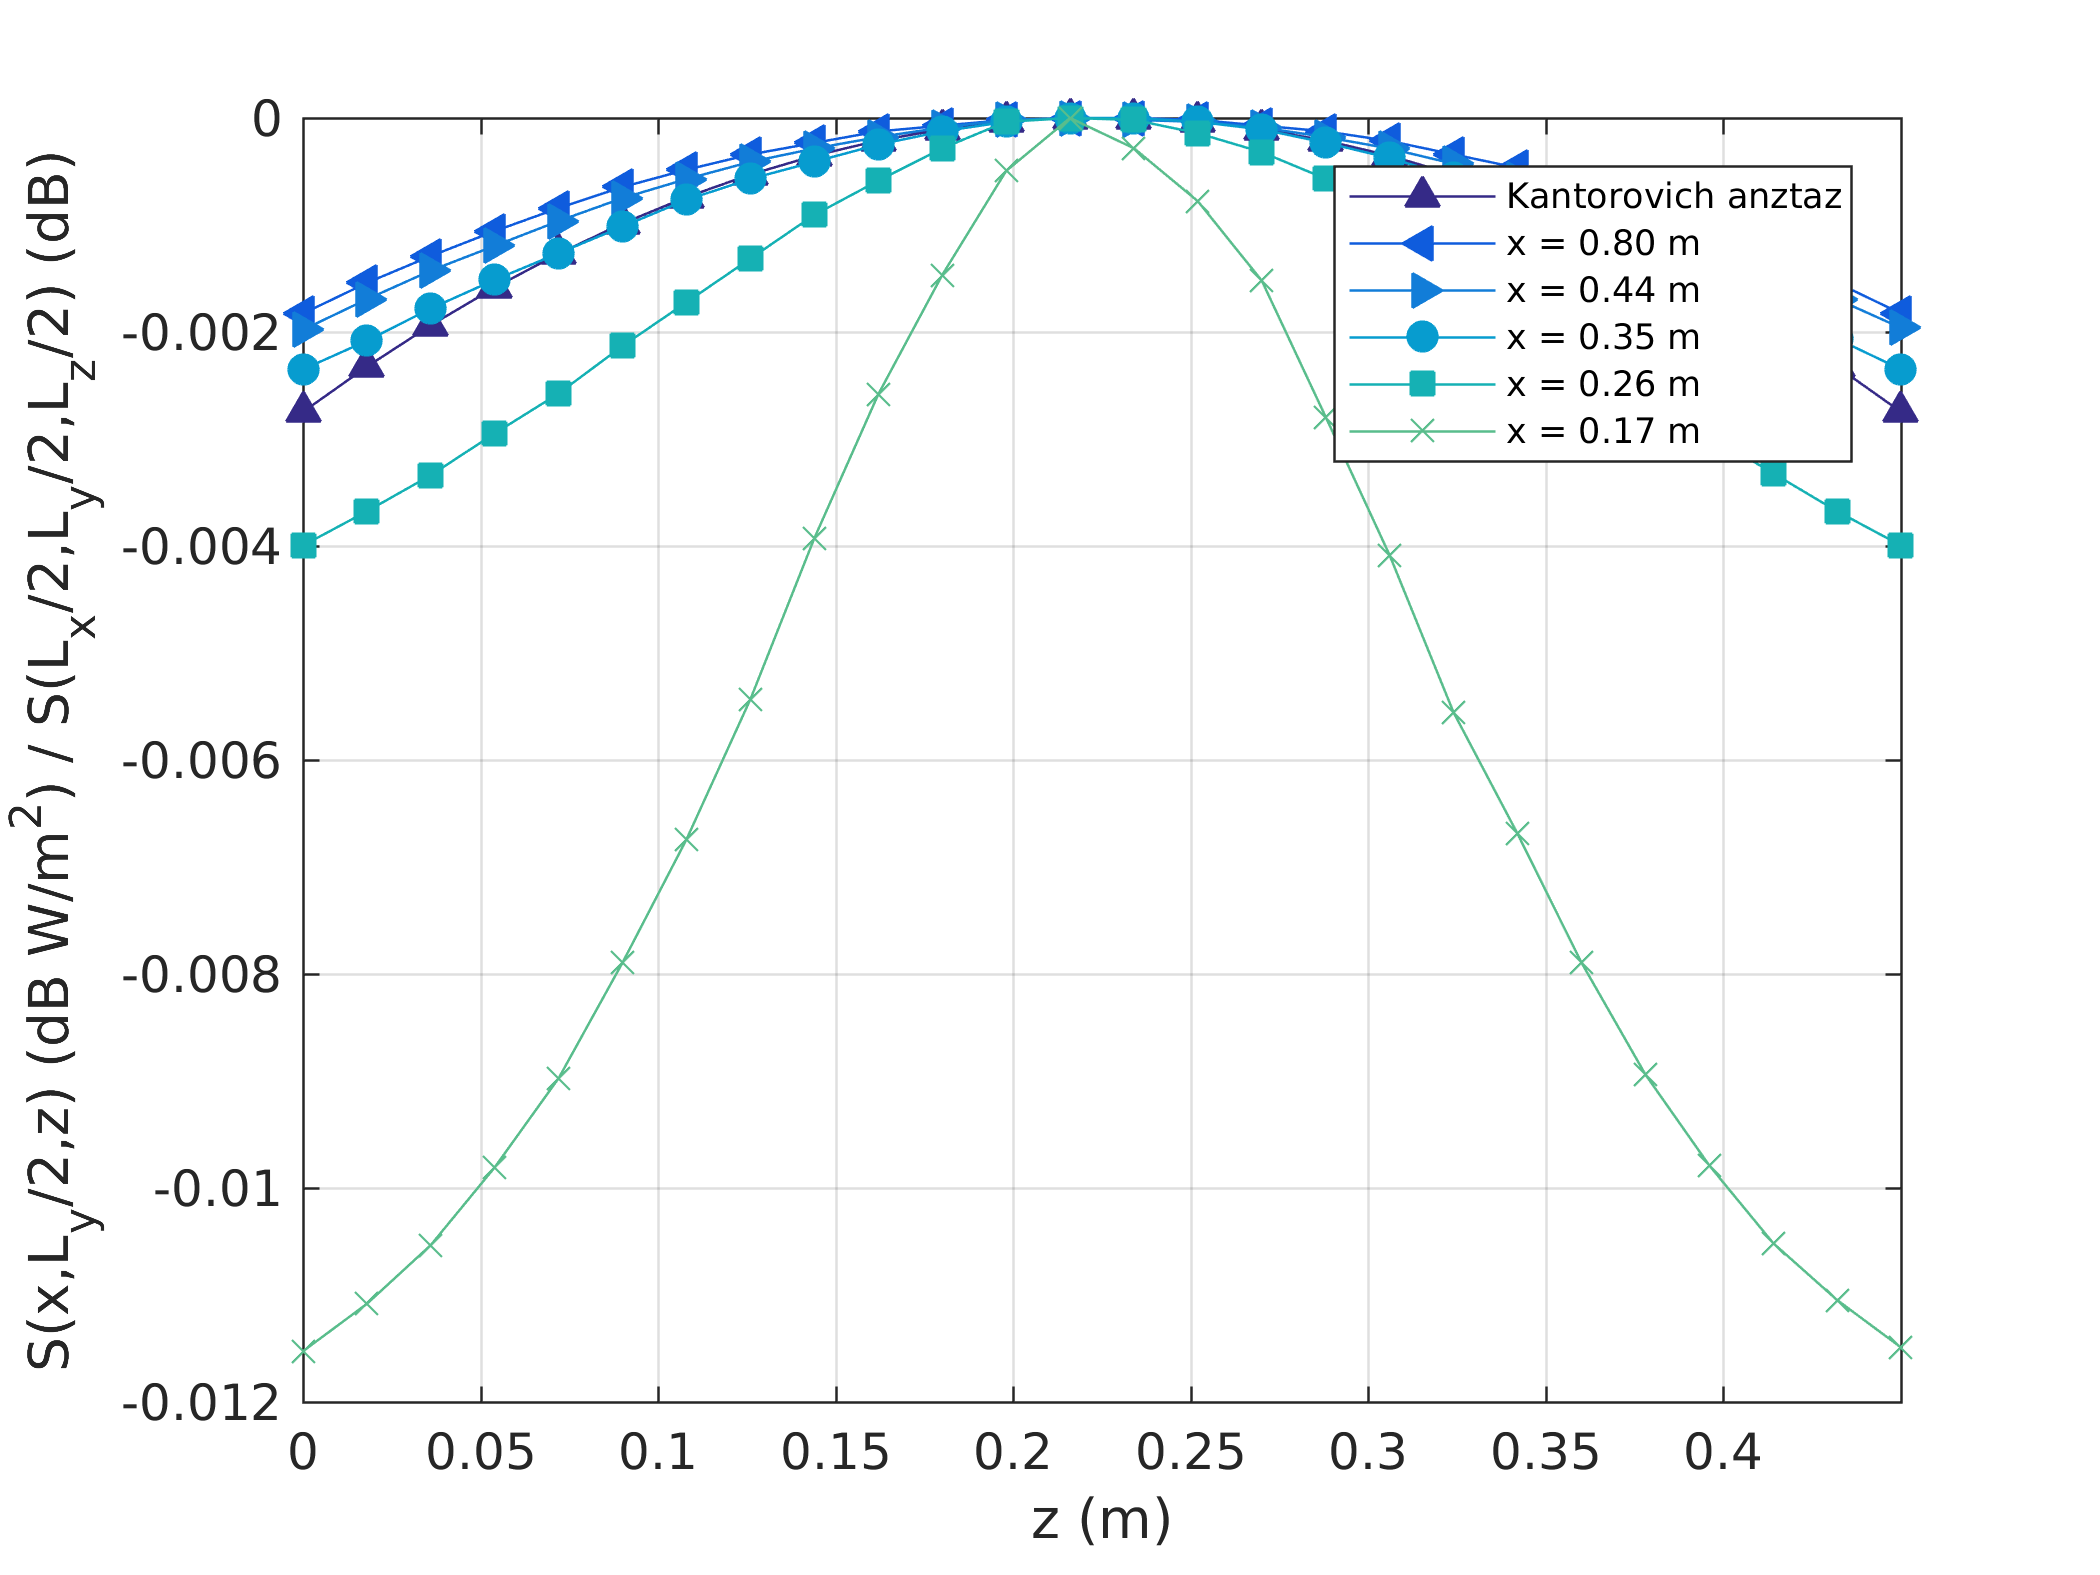 S(x,Ly/2,z) (dB W/m2) / S(Lx/2,Ly/2,Lz/2) (dB)
0
-0.002
-0.004
-0.006
-0.008
-0.01
-0.012
Kantorovich anztaz
x = 0.80 m
x = 0.44 m
x = 0.35 m
x = 0.26 m
x = 0.17 m
0 0.05 0.1 0.15 0.2 0.25 0.3 0.35 0.4
z (m)